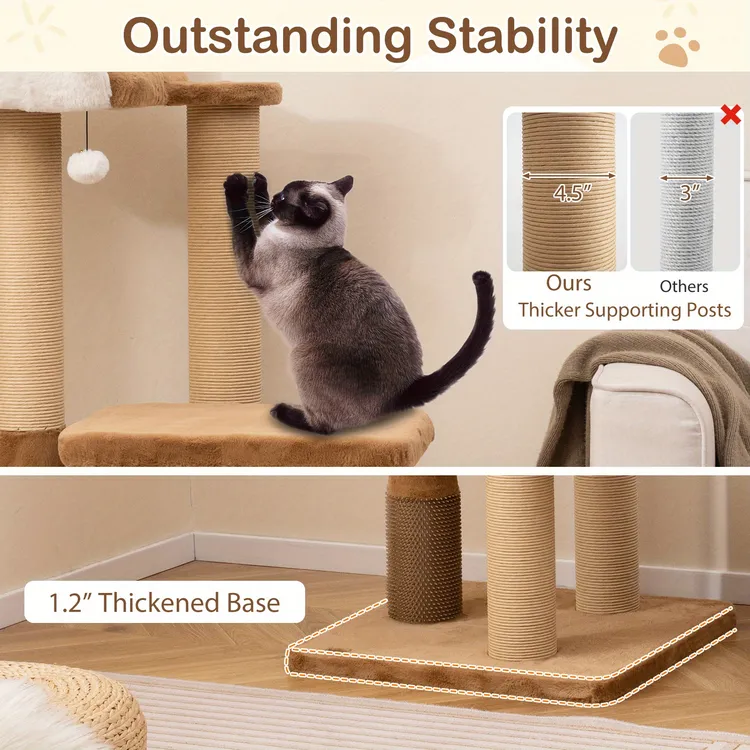 Outstanding Stability
4.5”
3”
Ours
Others
Thicker Supporting Posts
1.2” Thickened Base